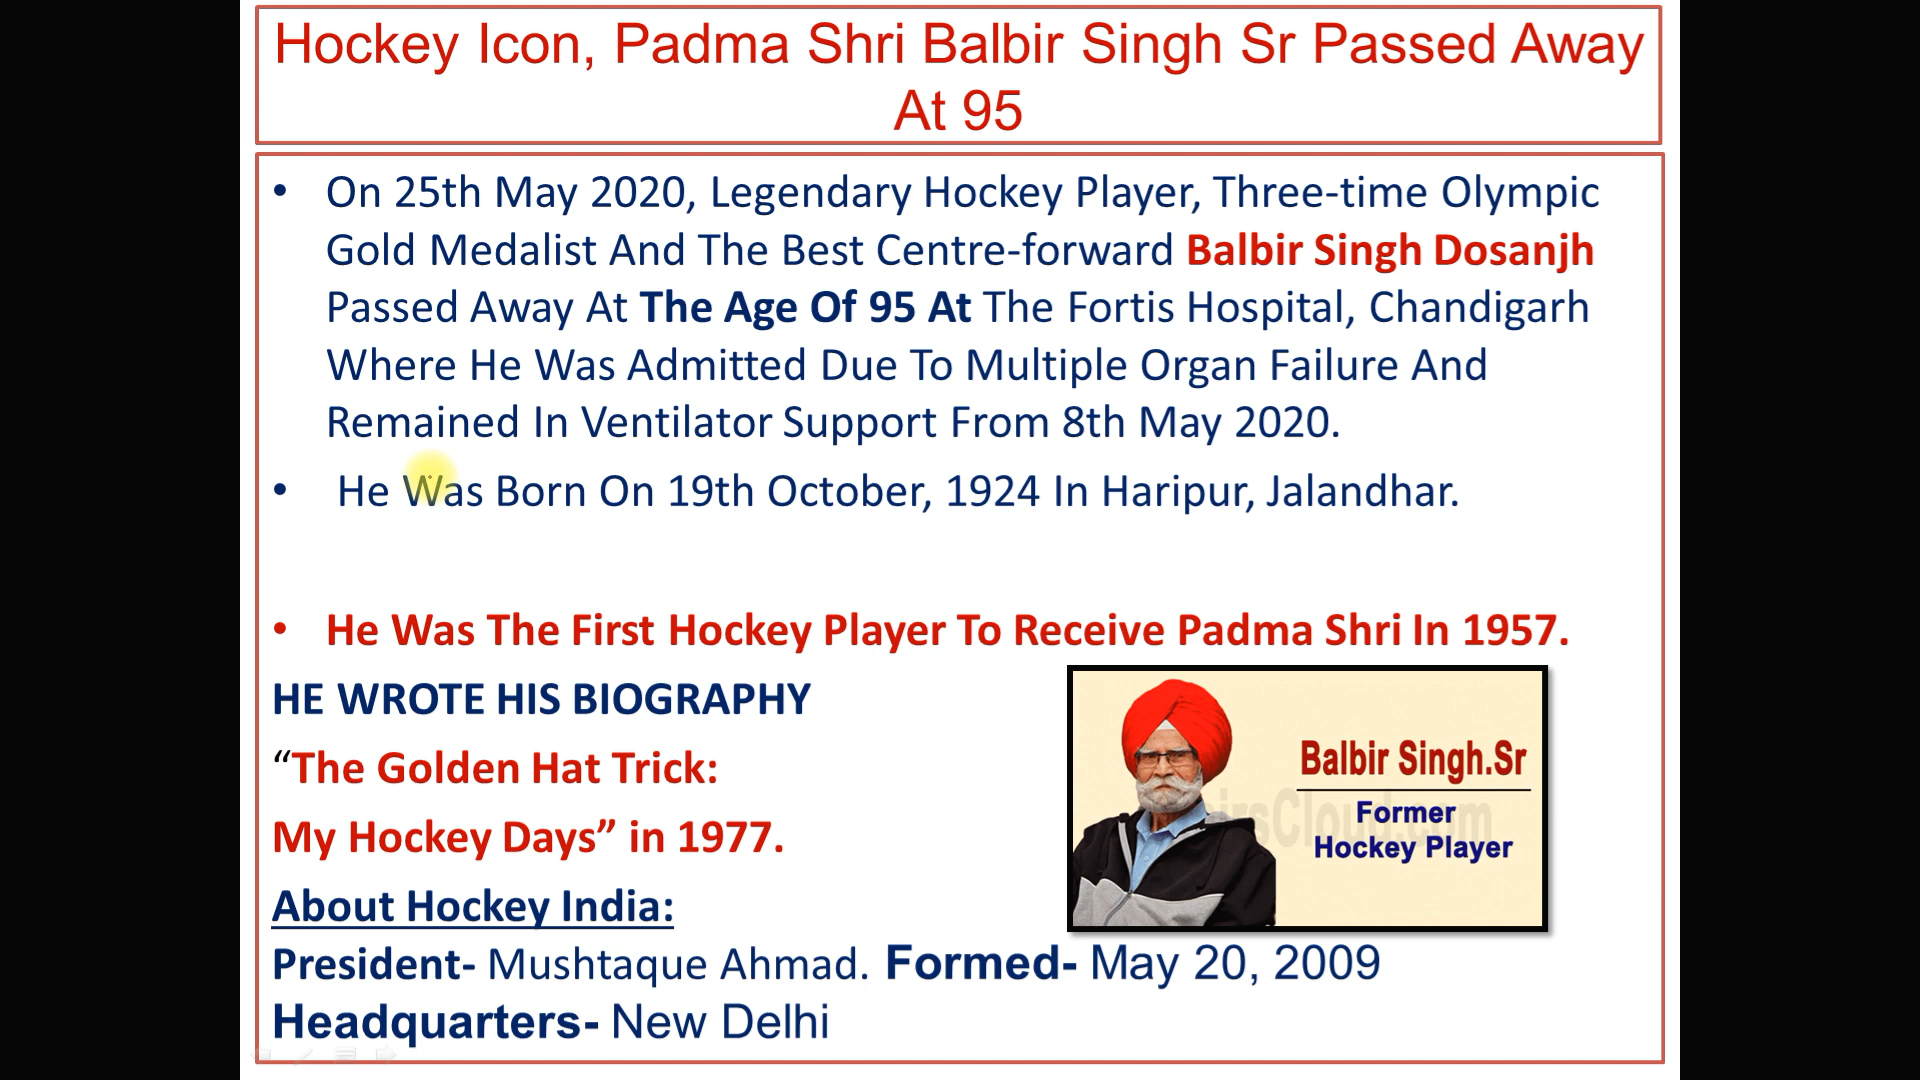 Hockey Icon, Padma Shri Balbir Singh Sr Passed Away
At 95
• On 25th May 2020, Legendary Hockey Player, Three-time Olympic
Gold Medalist And The Best Centre-forward Balbir Singh Dosanjh
Passed Away At The Age Of 95 At The Fortis Hospital, Chandigarh
Where He Was Admitted Due To Multiple Organ Failure And
Remained In Ventilator Support From 8th May 2020.
• He Was Born On 19th October, 1924 In Haripur, Jalandhar.
• He Was The First Hockey Player To Receive Padma Shri In 1957.
HE WROTE HIS BIOGRAPHY
“The Golden Hat Trick:
My Hockey Days” in 1977.
Balbir Singh.Sr
Former
Hockey Player
About Hockey India:
President- Mushtaque Ahmad. Formed- May 20, 2009
Headquarters- New Delhi